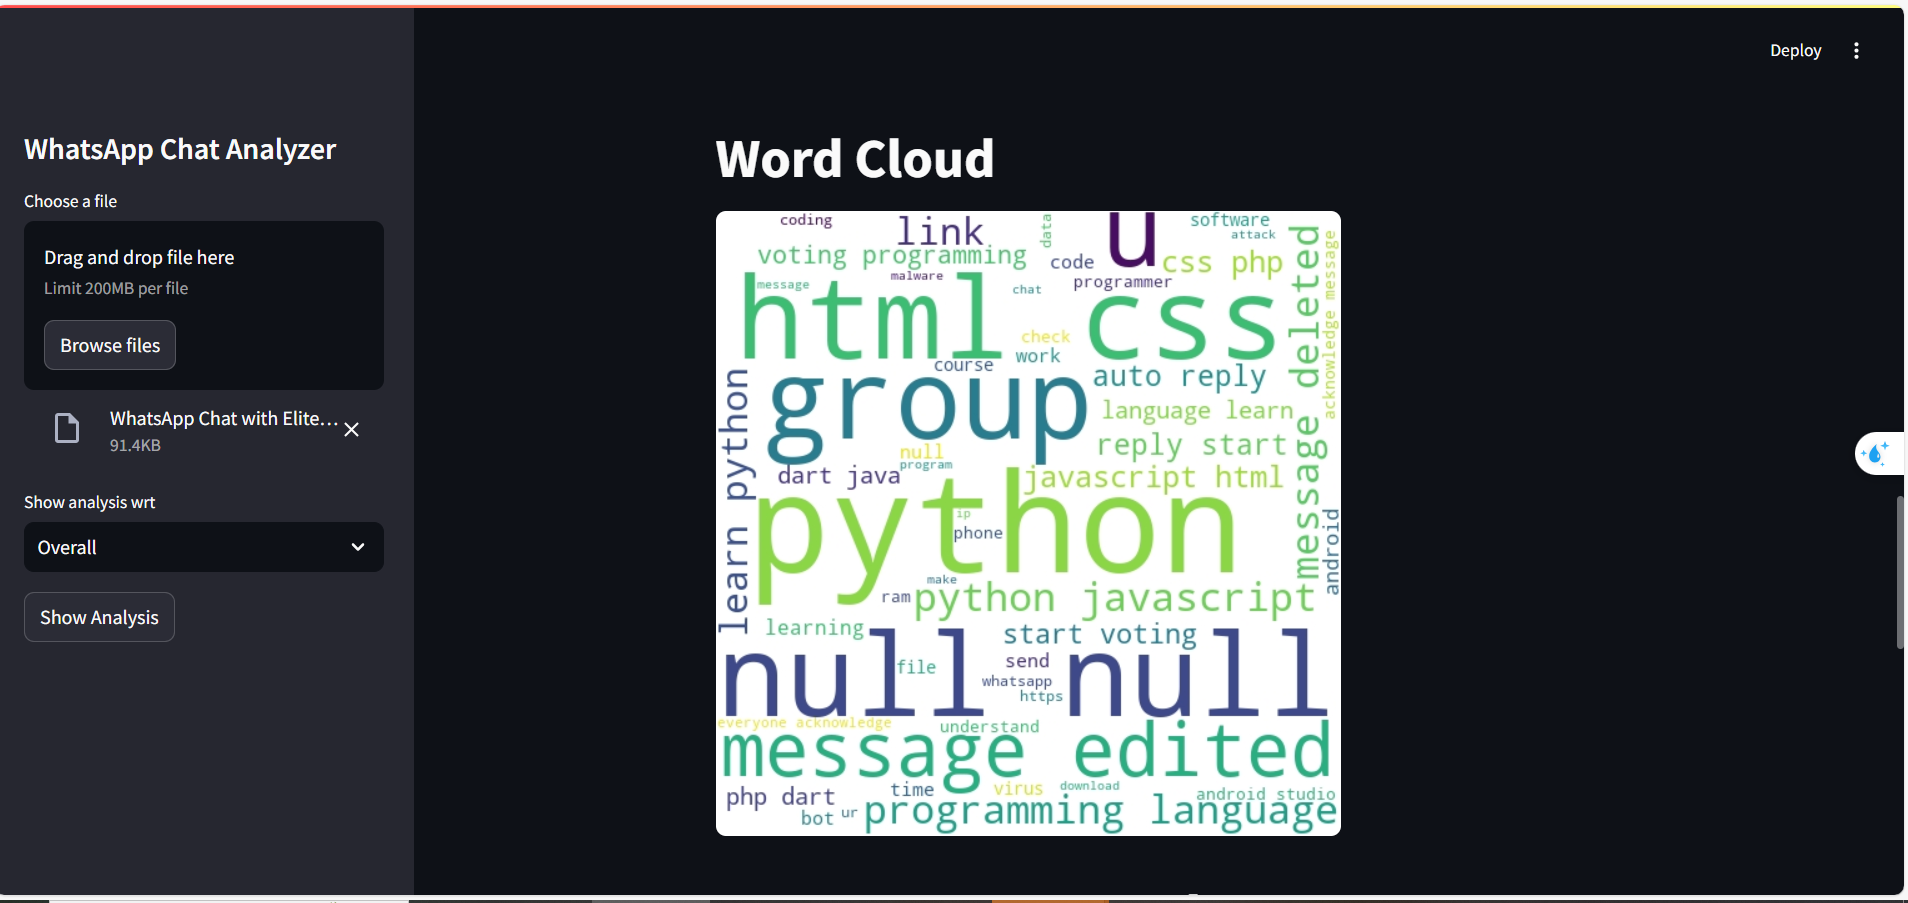 Deploy
WhatsApp Chat Analyzer
Choose a file
Drag and drop file here
Limit 200MB per file
Browse files
WhatsApp Chat with Elite...
91.4KB
Show analysis wrt
Overall
Show Analysis
Word Cloud
coding
link
data
u
software
attack
voting programming
code
css php
malware
programmer
message
chat
html
css
message deleted
acknowledge message
check
work
course
group
auto reply
learn python
language learn
reply start
null
program
dart java
javascript html
python
ip
phone
android
make
ram
python javascript
learning
start voting
null null
file
send
whatsapp
https
everyone acknowledge
understand
message edited
php dart
time
virus
download
android studio
bot
ur
programming language